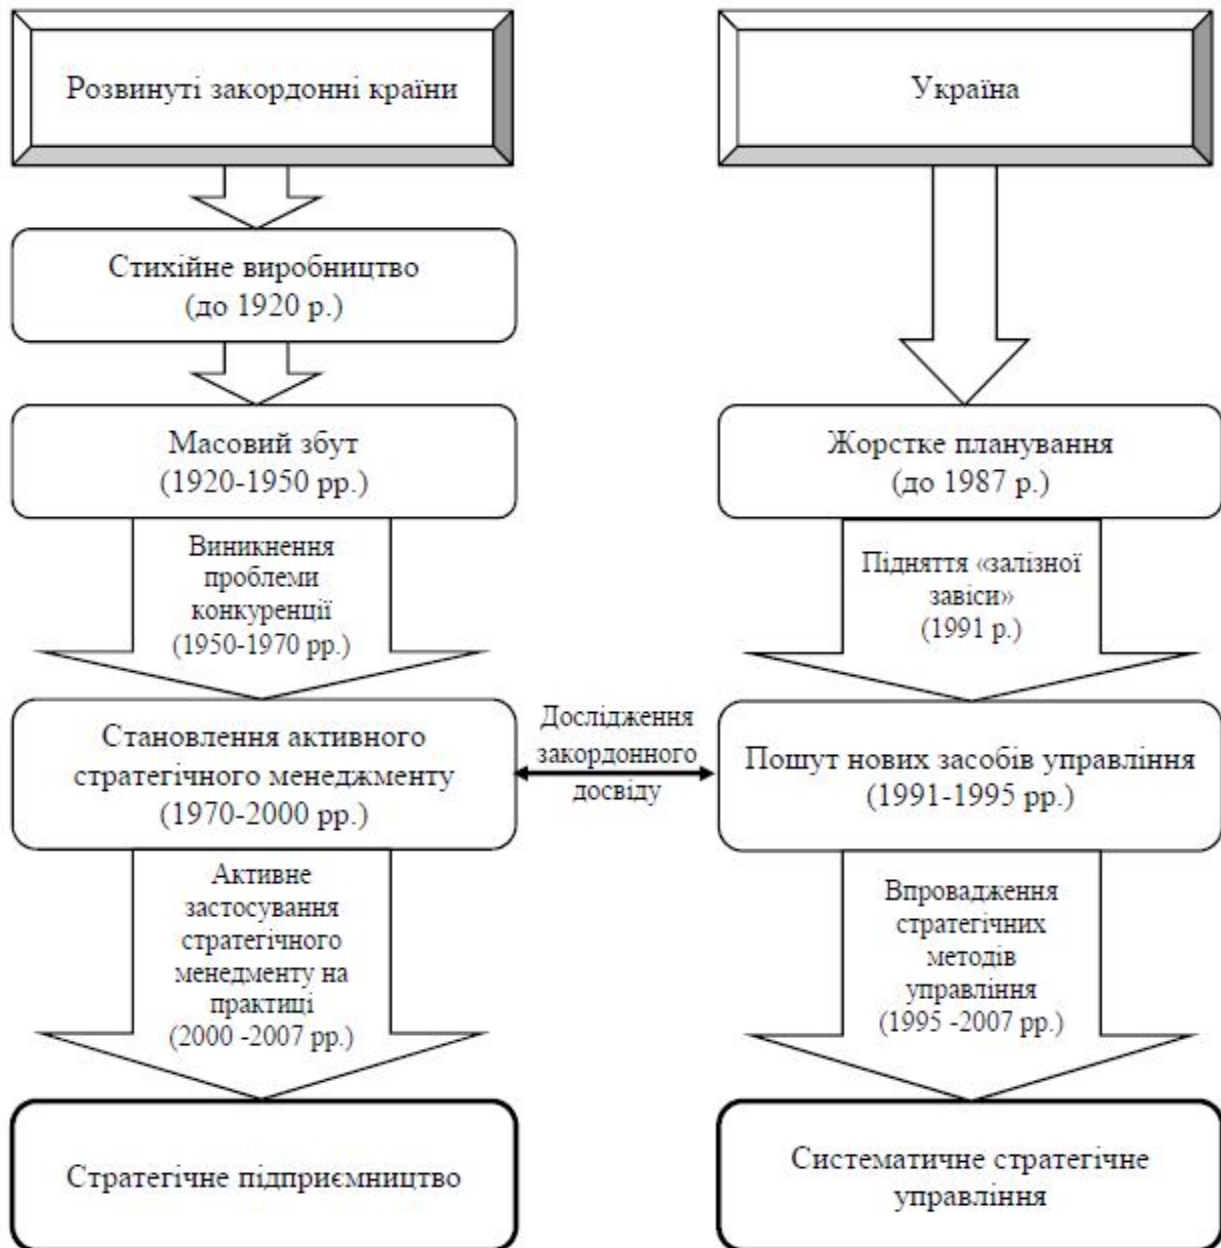 Розвинуті закордонні країни
Україна
Стихійне виробництво
(до 1920 р.)
Масовий збут
(1920-1950 рр.)
Жорстке планування
(до 1987 р.)
Виникнення
проблеми
конкуренції
(1950-1970 рр.)
Підняття «залізної
завіси»
(1991 р.)
Становлення активного
стратегічного менеджменту
(1970-2000 рр.)
Дослідження
закордонного
досвіду
Пошут нових засобів управління
(1991-1995 рр.)
Активне
застосування
стратегічного
менедменту на
практиці
(2000 -2007 рр.)
Впровадження
стратегічних
методів
управління
(1995 -2007 рр.)
Стратегічне підприємництво
Систематичне стратегічне
управління